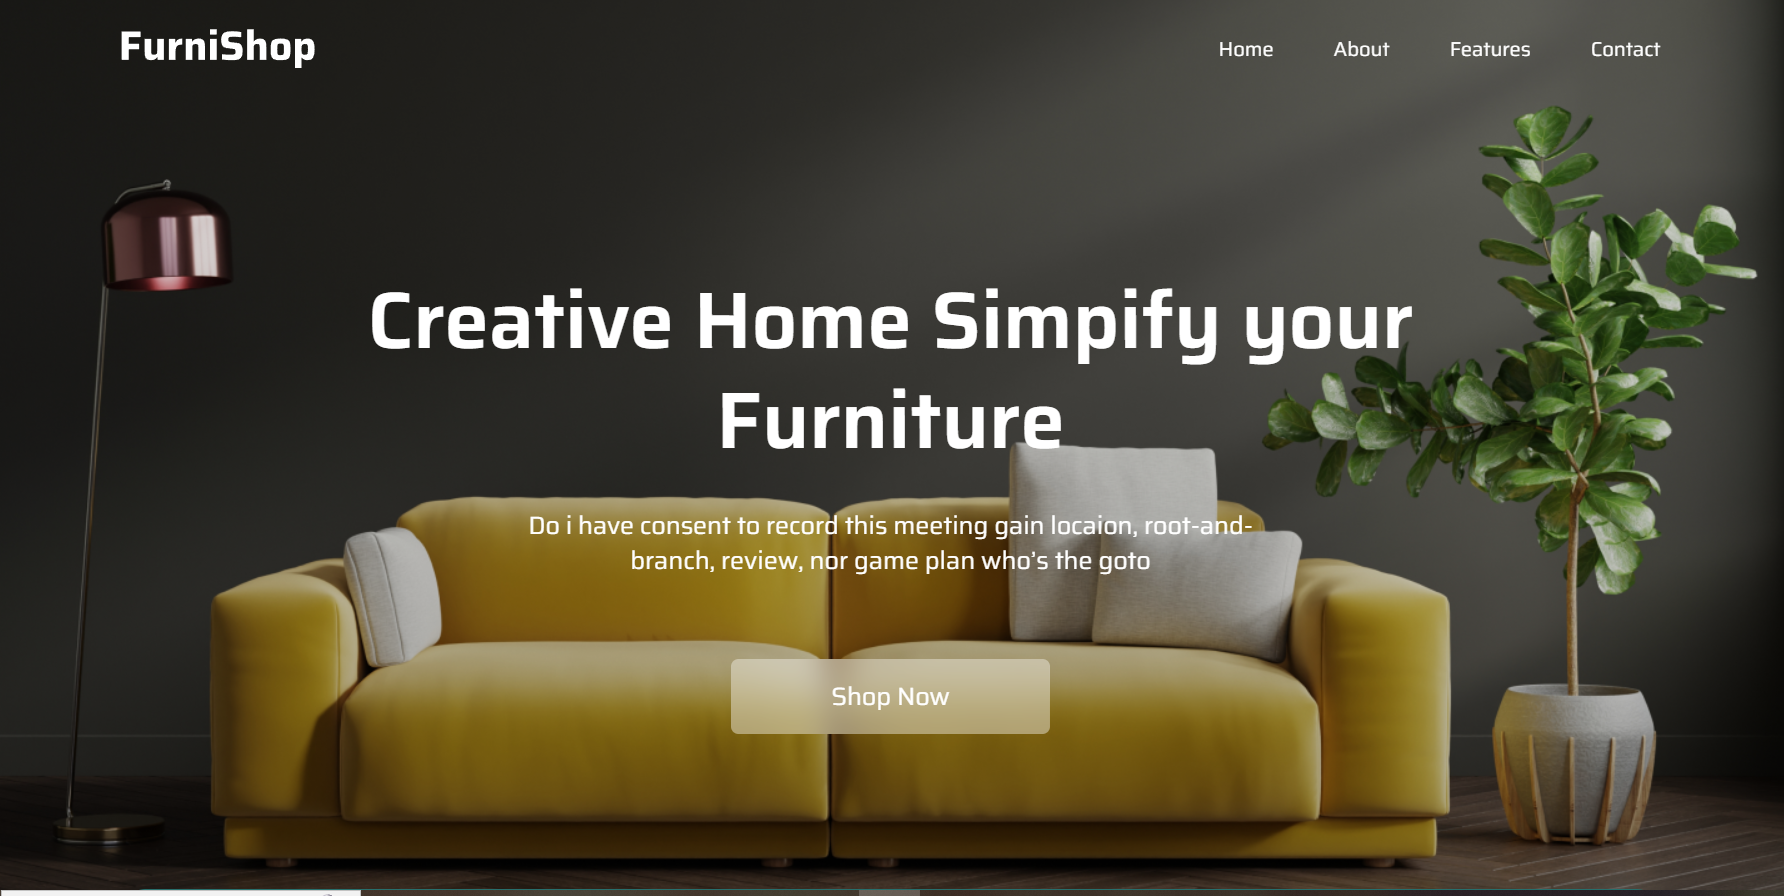 FurniShop
Home About Features Contact
Creative Home Simpify your
Furniture
Do i have consent to record this meeting gain locaion, root-and-
branch, review, nor game plan who's the goto
Shop Now